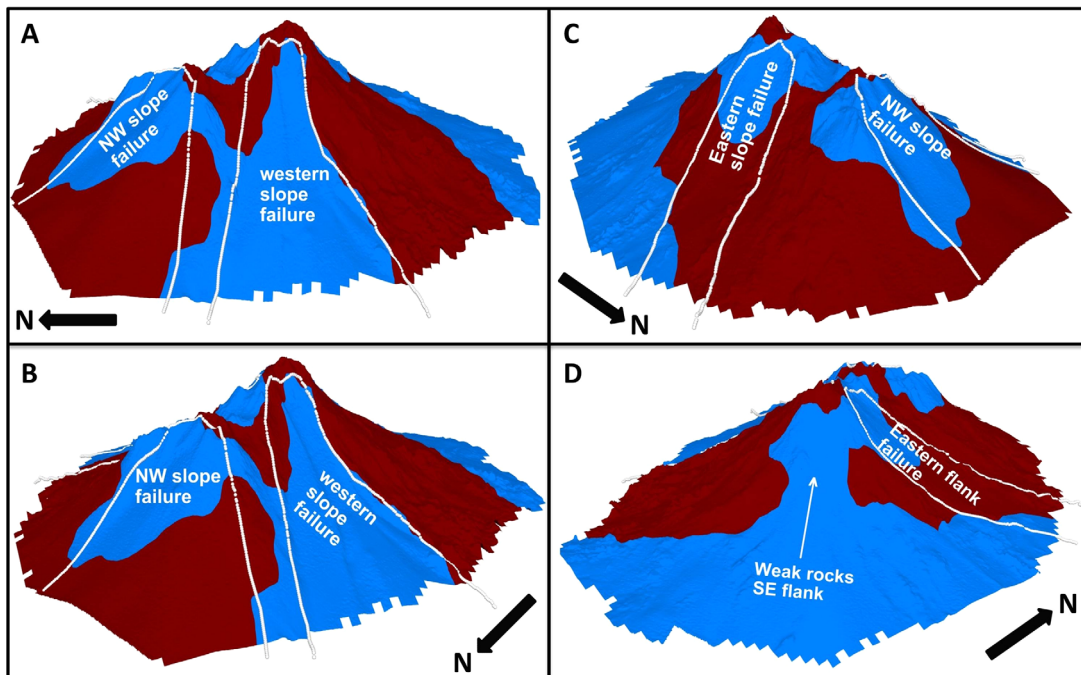 A
NW slope
failure
western
slope
failure
N
B
NW slope
failure
western
slope
failure
N
C
Eastern
slope failure
NW slope
failure
N
D
Eastern flank
failure
Weak rocks
SE flank
N